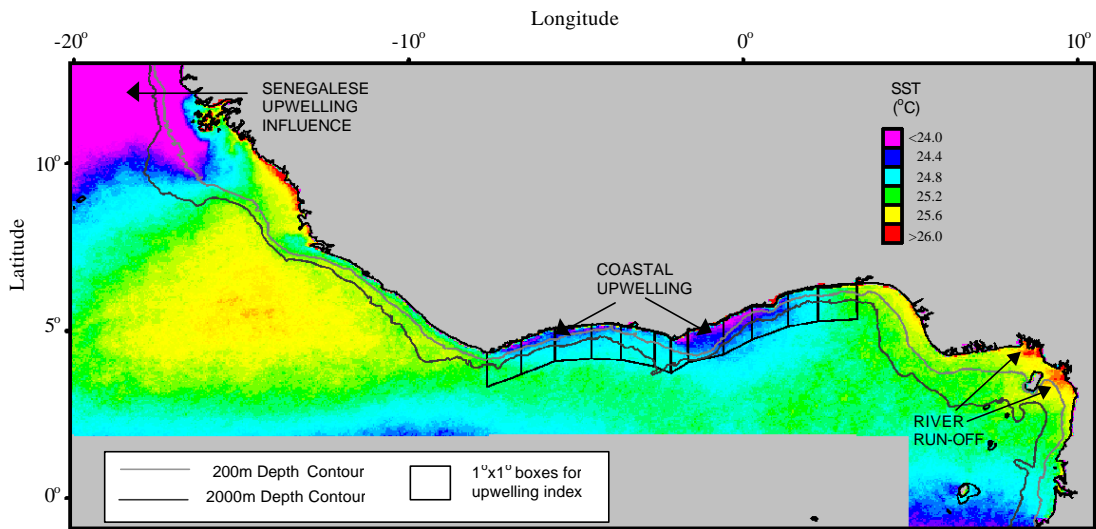 Longitude
-20° -10° 0° 10°
SENEGALESE
UPWELLING
INFLUENCE
SST
(°C)
<24.0
24.4
24.8
25.2
25.6
>26.0
Latitude
10°
5°
0°
COASTAL
UPWELLING
RIVER
RUN-OFF
200m Depth Contour
2000m Depth Contour
1°x1° boxes for
upwelling index